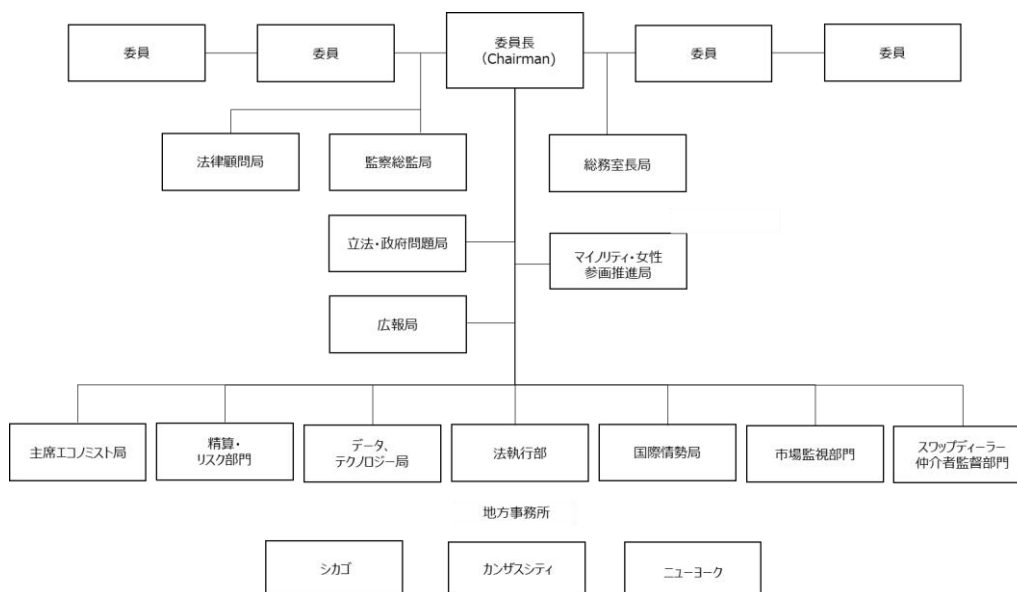 委員
委員
委員長
(Chairman)
委員
委員
法律顧問局
監察総監局
総務室長局
立法・政府問題局
マイノリティ・女性
参画推進局
広報局
主席エコノミスト局
精算・
リスク部門
データ、
テクノロジー局
法執行部
国際情勢局
市場監視部門
スワップディーラー
仲介者監督部門
地方事務所
シカゴ
カンザスシティ
ニューヨーク